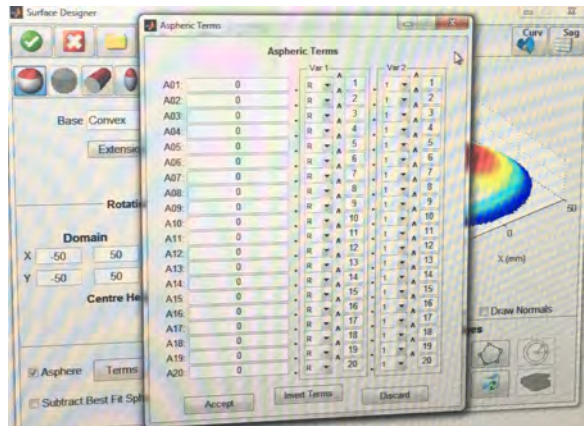 Surface Designer
Aspheric Terms
Curv
Sag
Aspheric Terms
Var 1
Var 2
A01: 0 * R ^ 1 * 1 ^ 1
A02: 0 * R ^ 2 * 1 ^ 2
A03: 0 * R ^ 3 * 1 ^ 3
A04: 0 * R ^ 4 * 1 ^ 4
A05: 0 * R ^ 5 * 1 ^ 5
A06: 0 * R ^ 6 * 1 ^ 6
A07: 0 * R ^ 7 * 1 ^ 7
A08: 0 * R ^ 8 * 1 ^ 8
A09: 0 * R ^ 9 * 1 ^ 9
A10: 0 * R ^ 10 * 1 ^ 10
A11: 0 * R ^ 11 * 1 ^ 11
A12: 0 * R ^ 12 * 1 ^ 12
A13: 0 * R ^ 13 * 1 ^ 13
A14: 0 * R ^ 14 * 1 ^ 14
A15: 0 * R ^ 15 * 1 ^ 15
A16: 0 * R ^ 16 * 1 ^ 16
A17: 0 * R ^ 17 * 1 ^ 17
A18: 0 * R ^ 18 * 1 ^ 18
A19: 0 * R ^ 19 * 1 ^ 19
A20: 0 * R ^ 20 * 1 ^ 20
Accept
Invert Terms
Discard
Base Convex
Extensio
Rotati
Domain
X -50 50
Y -50 50
Centre He
Asphere Terms
Subtract Best Fit Sph
50
0
X (mm)
Draw Normals
es